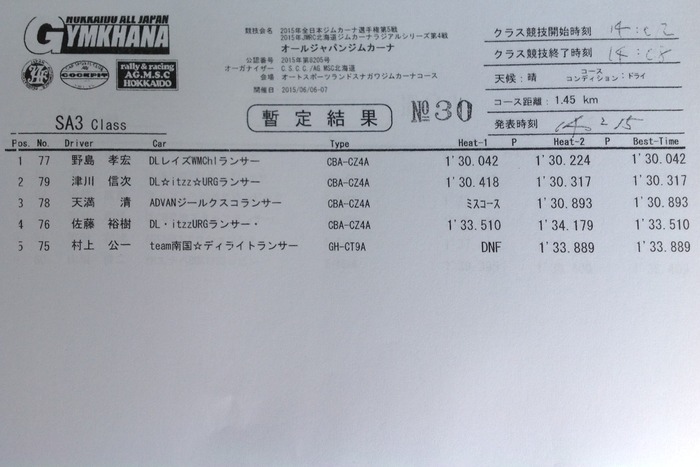 HOKKAIDO ALL JAPAN
GYMKHANA
JAF
COCKPIT
rally & racing
AG.M.S.C
HOKKAIDO
競技会名 2015年全日本ジムカーナ選手権第5戦
2015年JMRC北海道ジムカーナラジアルシリーズ第4戦
オールジャパンジムカーナ
公認番号 2015年第8205号
オーガナイザー C.S.C.C./AG.MSC北海道
会場 オートスポーツランドスナガワジムカーナコース
開催日 2015/06/06-07
クラス競技開始時刻 14:02
クラス競技終了時刻 14:08
天候:晴 コースコンディション:ドライ
コース距離: 1.45 km
発表時刻 14:15
暫定結果
No 30
SA3 Class
Pos. No. Driver Car Type Heat-1 P Heat-2 P Best-Time
1 77 野島 孝宏 DLレイズWMChlランサー CBA-CZ4A 1'30.042 1'30.224 1'30.042
2 79 津川 信次 DL☆itzz☆URGランサー CBA-CZ4A 1'30.418 1'30.317 1'30.317
3 78 天満 清 ADVANジールクスコランサー CBA-CZ4A ミスコース 1'30.893 1'30.893
4 76 佐藤 裕樹 DL・itzzURGランサー・ CBA-CZ4A 1'33.510 1'34.179 1'33.510
5 75 村上 公一 team南国☆ディライトランサー GH-CT9A DNF 1'33.889 1'33.889